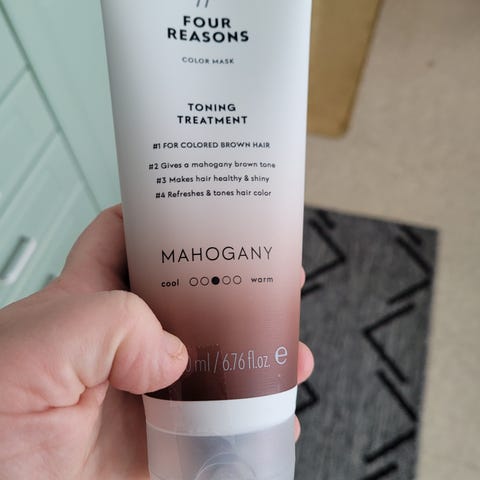 FOUR
REASONS
COLOR MASK
TONING
TREATMENT
#1 FOR COLORED BROWN HAIR
#2 Gives a mahogany brown tone
#3 Makes hair healthy & shiny
#4 Refreshes & tones hair color
MAHOGANY
cool warm
ml / 6.76 fl.oz. e